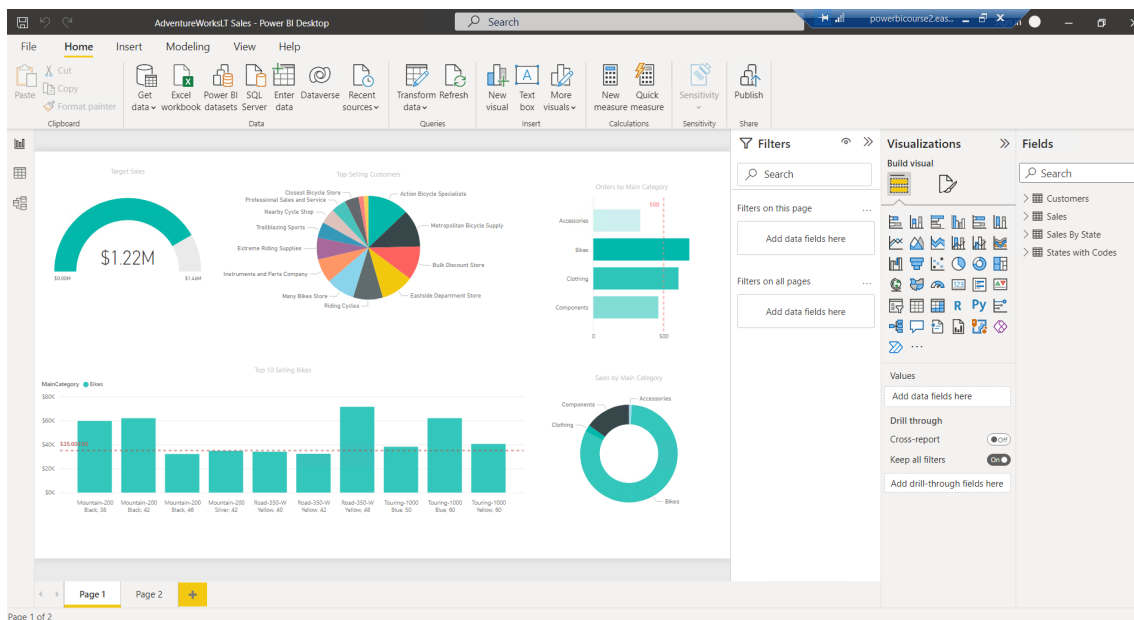 AdventureWorksLT Sales - Power BI Desktop
Search
powerbicourse2.eas...
File Home Insert Modeling View Help
Paste
Cut
Copy
Format painter
Clipboard
Get data
Excel workbook
Power BI datasets
SQL Server
Enter data
Dataverse
Recent sources
Data
Transform data
Refresh
Queries
New visual
Text box
More visuals
Insert
New measure
Quick measure
Calculations
Sensitivity
Sensitivity
Publish
Share
Target Sales
$1.22M
$0.00M
Top Selling Customers
Closest Bicycle Store
Professional Sales and Service
Nearby Cycle Shop
Trailblazing Sports
Extreme Riding Supplies
Instruments and Parts Company
Many Bikes Store
Riding Cycles
Action Bicycle Specialists
Metropolitan Bicycle Supply
Bulk Discount Store
Eastside Department Store
Orders by Main Category
500
Accessories
Bikes
Clothing
Components
0 500
Top 10 Selling Bikes
MainCategory Bikes
$80K
$60K
$40K
$20K
$0K
Mountain-200 Black, 38
Mountain-200 Black, 42
Mountain-200 Black, 46
Mountain-200 Silver, 42
Road-350-W Yellow, 40
Road-350-W Yellow, 42
Road-350-W Yellow, 48
Touring-1000 Blue, 50
Touring-1000 Blue, 60
Touring-1000 Yellow, 60
Sales by Main Category
Components
Accessories
Clothing
Bikes
Filters
Search
Filters on this page ...
Add data fields here
Filters on all pages ...
Add data fields here
Visualizations
Build visual
123
R Py
...
Values
Add data fields here
Drill through
Cross-report Off
Keep all filters On
Add drill-through fields here
Fields
Search
Customers
Sales
Sales By State
States with Codes
Page 1 Page 2 +
Page 1 of 2